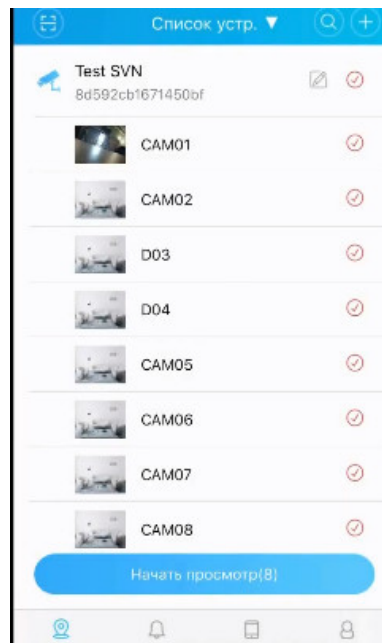 Список устр. ▼
Test SVN
8d592cb1671450bf
CAM01
CAM02
D03
D04
CAM05
CAM06
CAM07
CAM08
Начать просмотр(8)